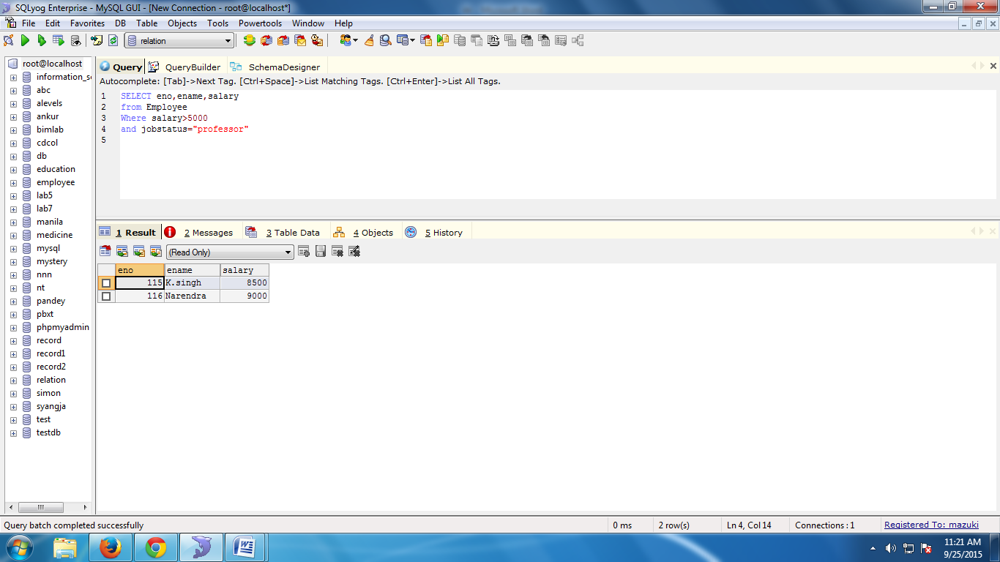 SQLyog Enterprise - MySQL GUI - [New Connection - root@localhost*]
File Edit Favorites DB Table Objects Tools Powertools Window Help
relation
root@localhost
information_s
abc
alevels
ankur
bimlab
cdcol
db
education
employee
lab5
lab7
manila
medicine
mysql
mystery
nnn
nt
pandey
pbxt
phpmyadmin
record
record1
record2
relation
simon
syangja
test
testdb
Query QueryBuilder SchemaDesigner
Autocomplete: [Tab]->Next Tag. [Ctrl+Space]->List Matching Tags. [Ctrl+Enter]->List All Tags.
1 SELECT eno,ename,salary
2 from Employee
3 Where salary>5000
4 and jobstatus="professor"
5
1 Result 2 Messages 3 Table Data 4 Objects 5 History
(Read Only)
eno ename salary
115 K.singh 8500
116 Narendra 9000
Query batch completed successfully 0 ms 2 row(s) Ln 4, Col 14 Connections : 1 Registered To: mazuki
11:21 AM
9/25/2015